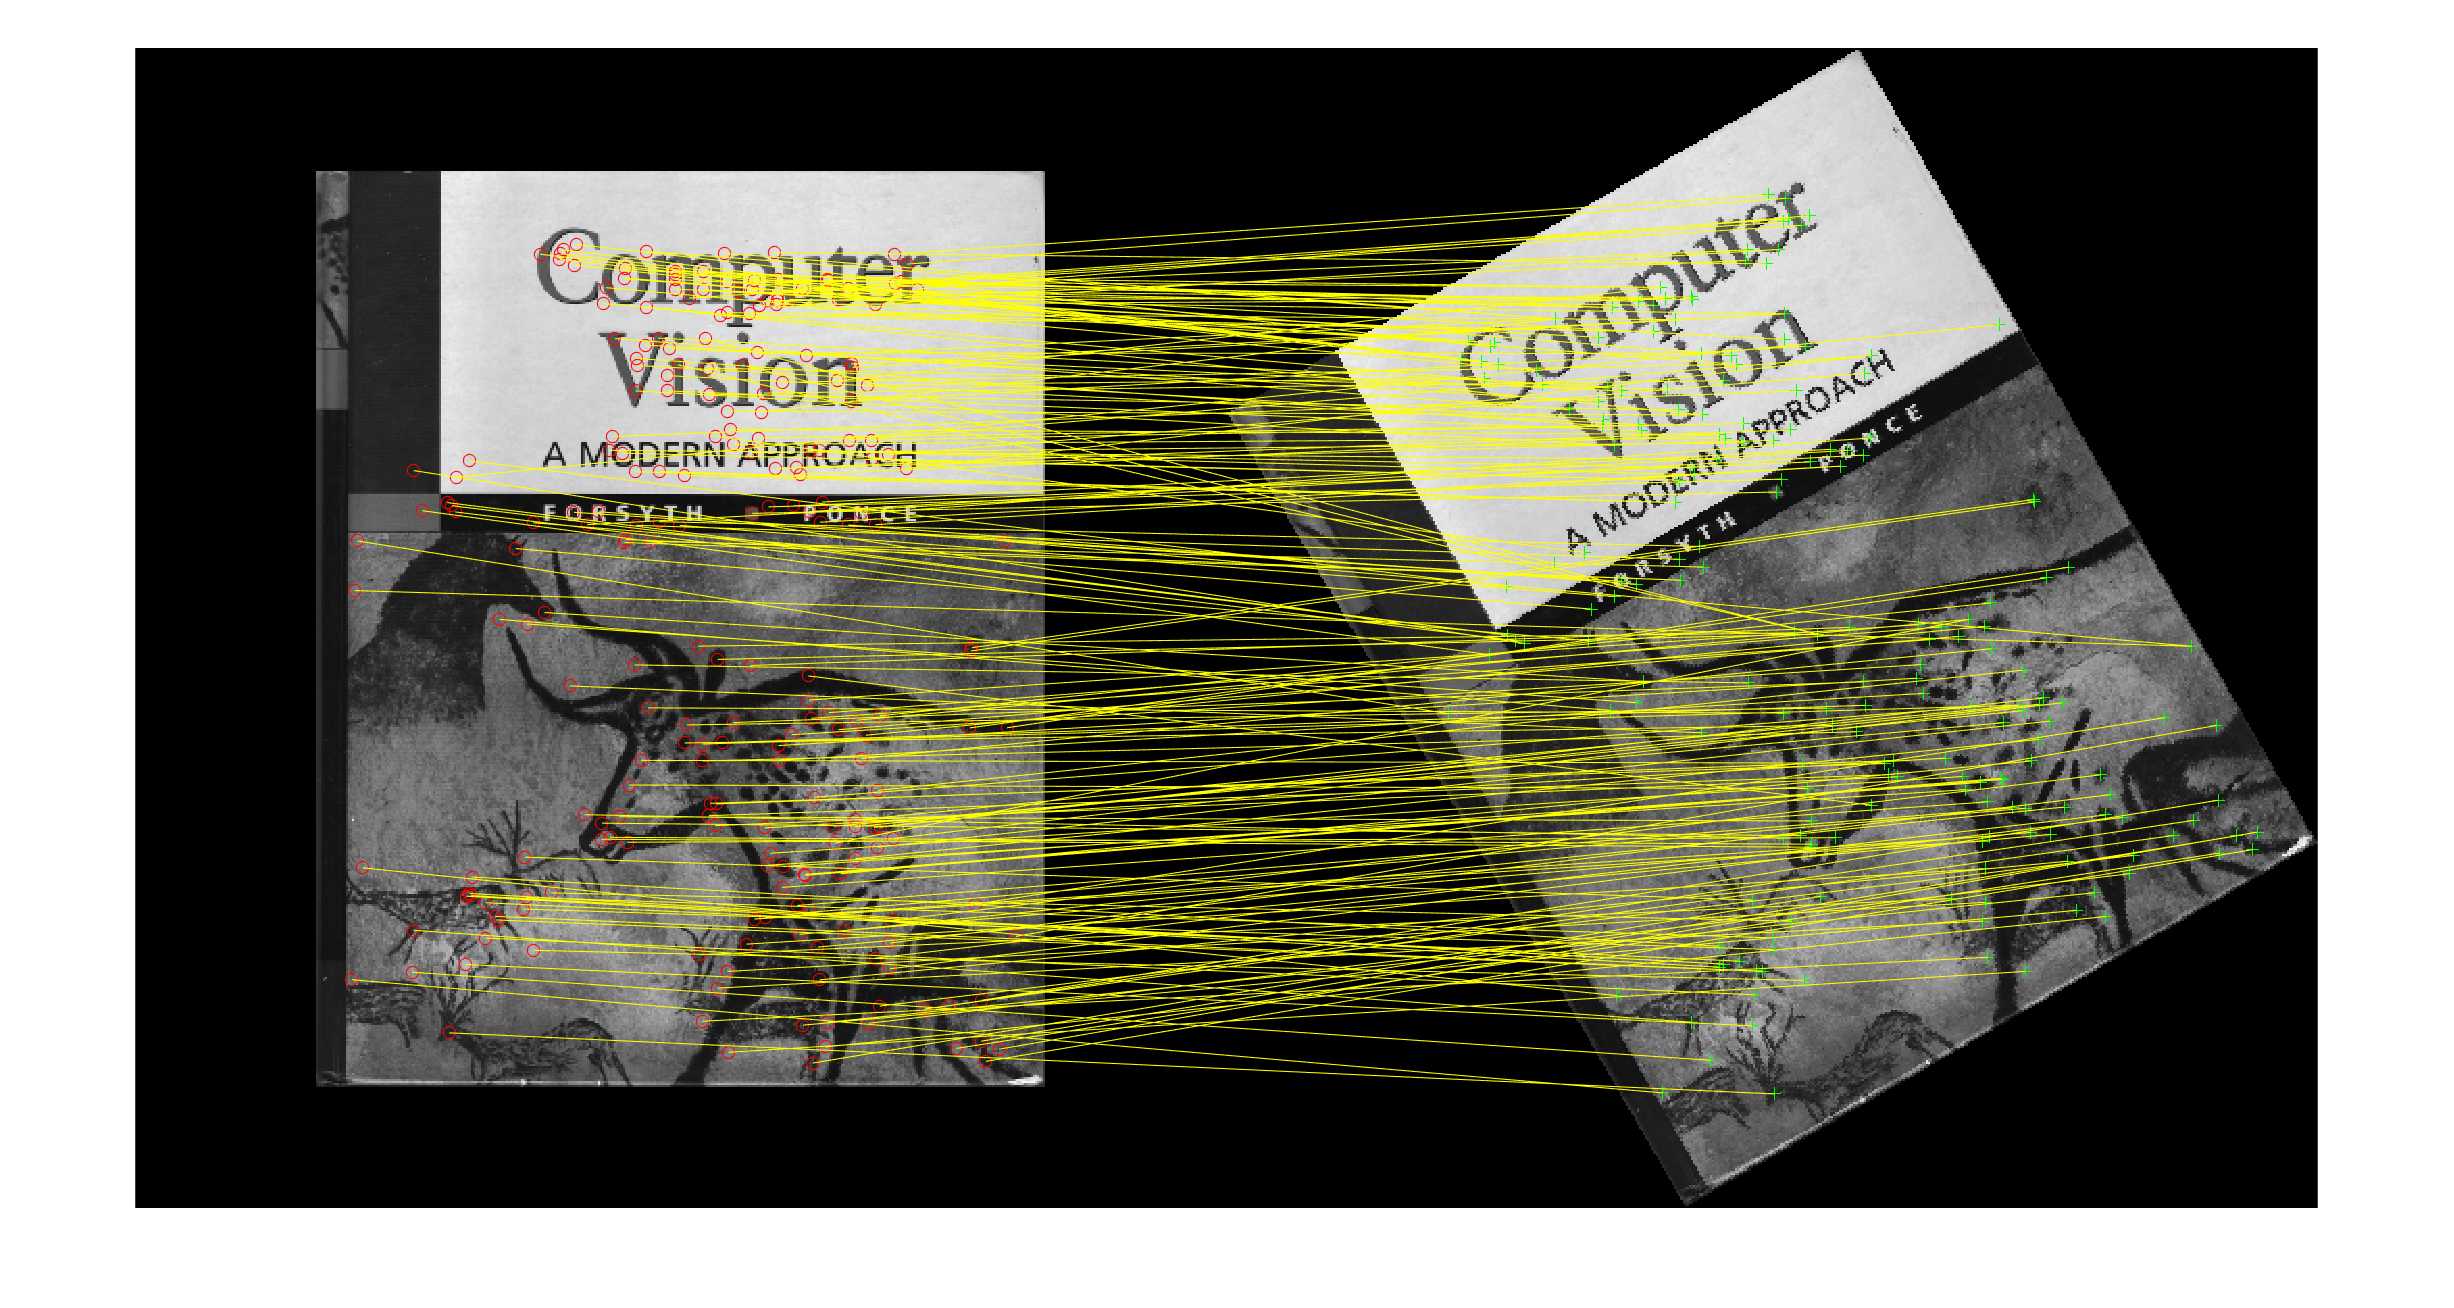 Computer
Vision
A MODERN APPROACH
FORSYTH PONCE
Computer
Vision
A MODERN APPROACH
FORSYTH PONCE